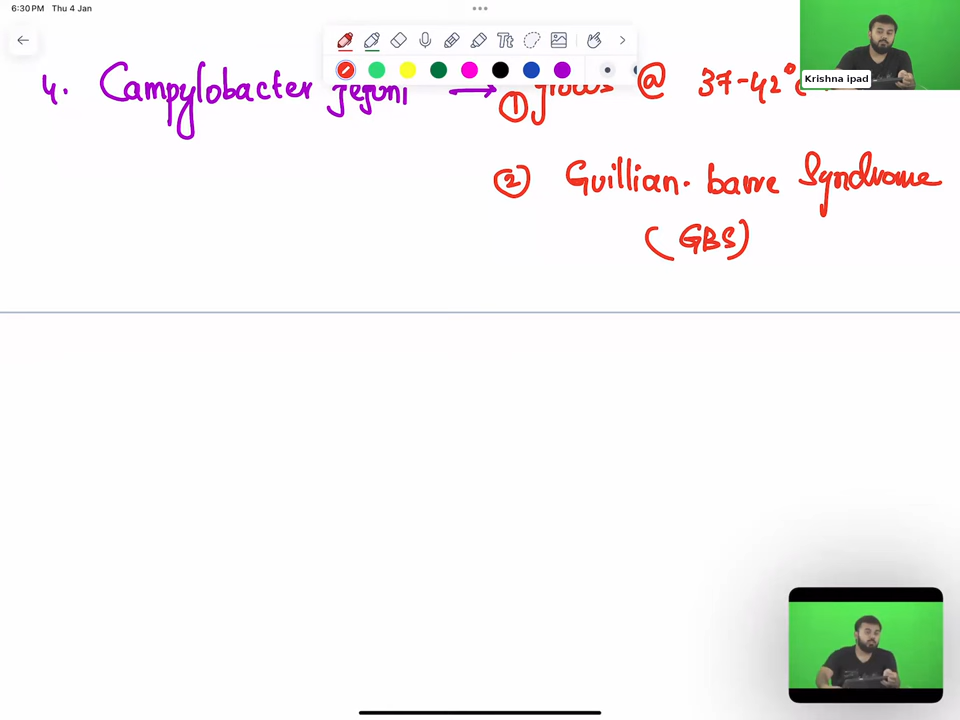 6:30 PM Thu 4 Jan
Tt
Krishna ipad
4. Campylobacter jejuni → ① grows @ 37-42°c
② Guillian. barre Syndrome
(GBS)